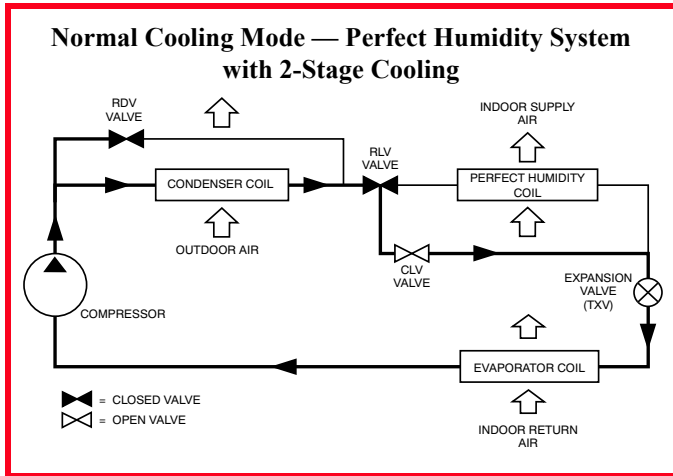 Normal Cooling Mode — Perfect Humidity System
with 2-Stage Cooling
RDV
VALVE
INDOOR SUPPLY
AIR
RLV
VALVE
CONDENSER COIL
PERFECT HUMIDITY
COIL
OUTDOOR AIR
CLV
VALVE
EXPANSION
VALVE
(TXV)
COMPRESSOR
EVAPORATOR COIL
= CLOSED VALVE
= OPEN VALVE
INDOOR RETURN
AIR